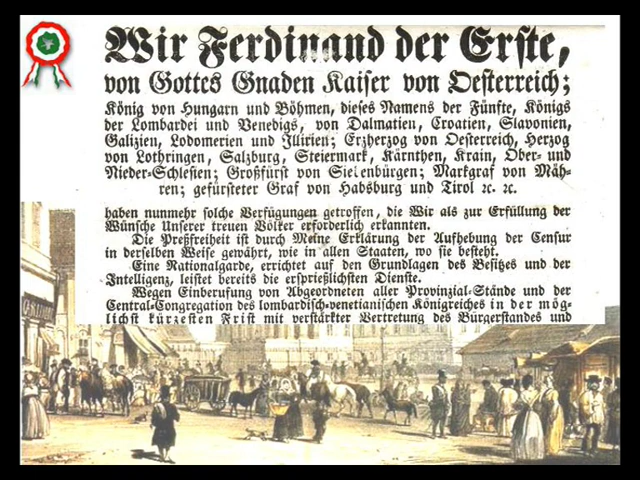 Wir Ferdinand der Erste,
von Gottes Gnaden Kaiser von Oesterreich;
König von Hungarn und Böhmen, dieses Namens der Fünfte, Königs
der Lombardei und Venedigs, von Dalmatien, Croatien, Slavonien,
Galizien, Lodomerien und Illirien; Erzherzog von Oesterreich, Herzog
von Lothringen, Salzburg, Steiermark, Kärnthen, Krain, Ober- und
Nieder-Schlesien; Großfürst von Siebenbürgen; Markgraf von Mäh-
ren; gefürsteter Graf von Habsburg und Tirol ꝛc. ꝛc.
haben nunmehr solche Verfügungen getroffen, die Wir als zur Erfüllung der
Wünsche Unserer treuen Völker erforderlich erkannten.
Die Preßfreiheit ist durch Meine Erklärung der Aufhebung der Censur
in derselben Weise gewährt, wie in allen Staaten, wo sie besteht.
Eine Nationalgarde, errichtet auf den Grundlagen des Besitzes und der
Intelligenz, leistet bereits die ersprießlichsten Dienste.
Wegen Einberufung von Abgeordneten aller Provinzial-Stände und der
Central-Congregation des lombardisch-venetianischen Königreiches in der mög-
lichst kürzesten Frist mit verstärkter Vertretung des Bürgerstandes und